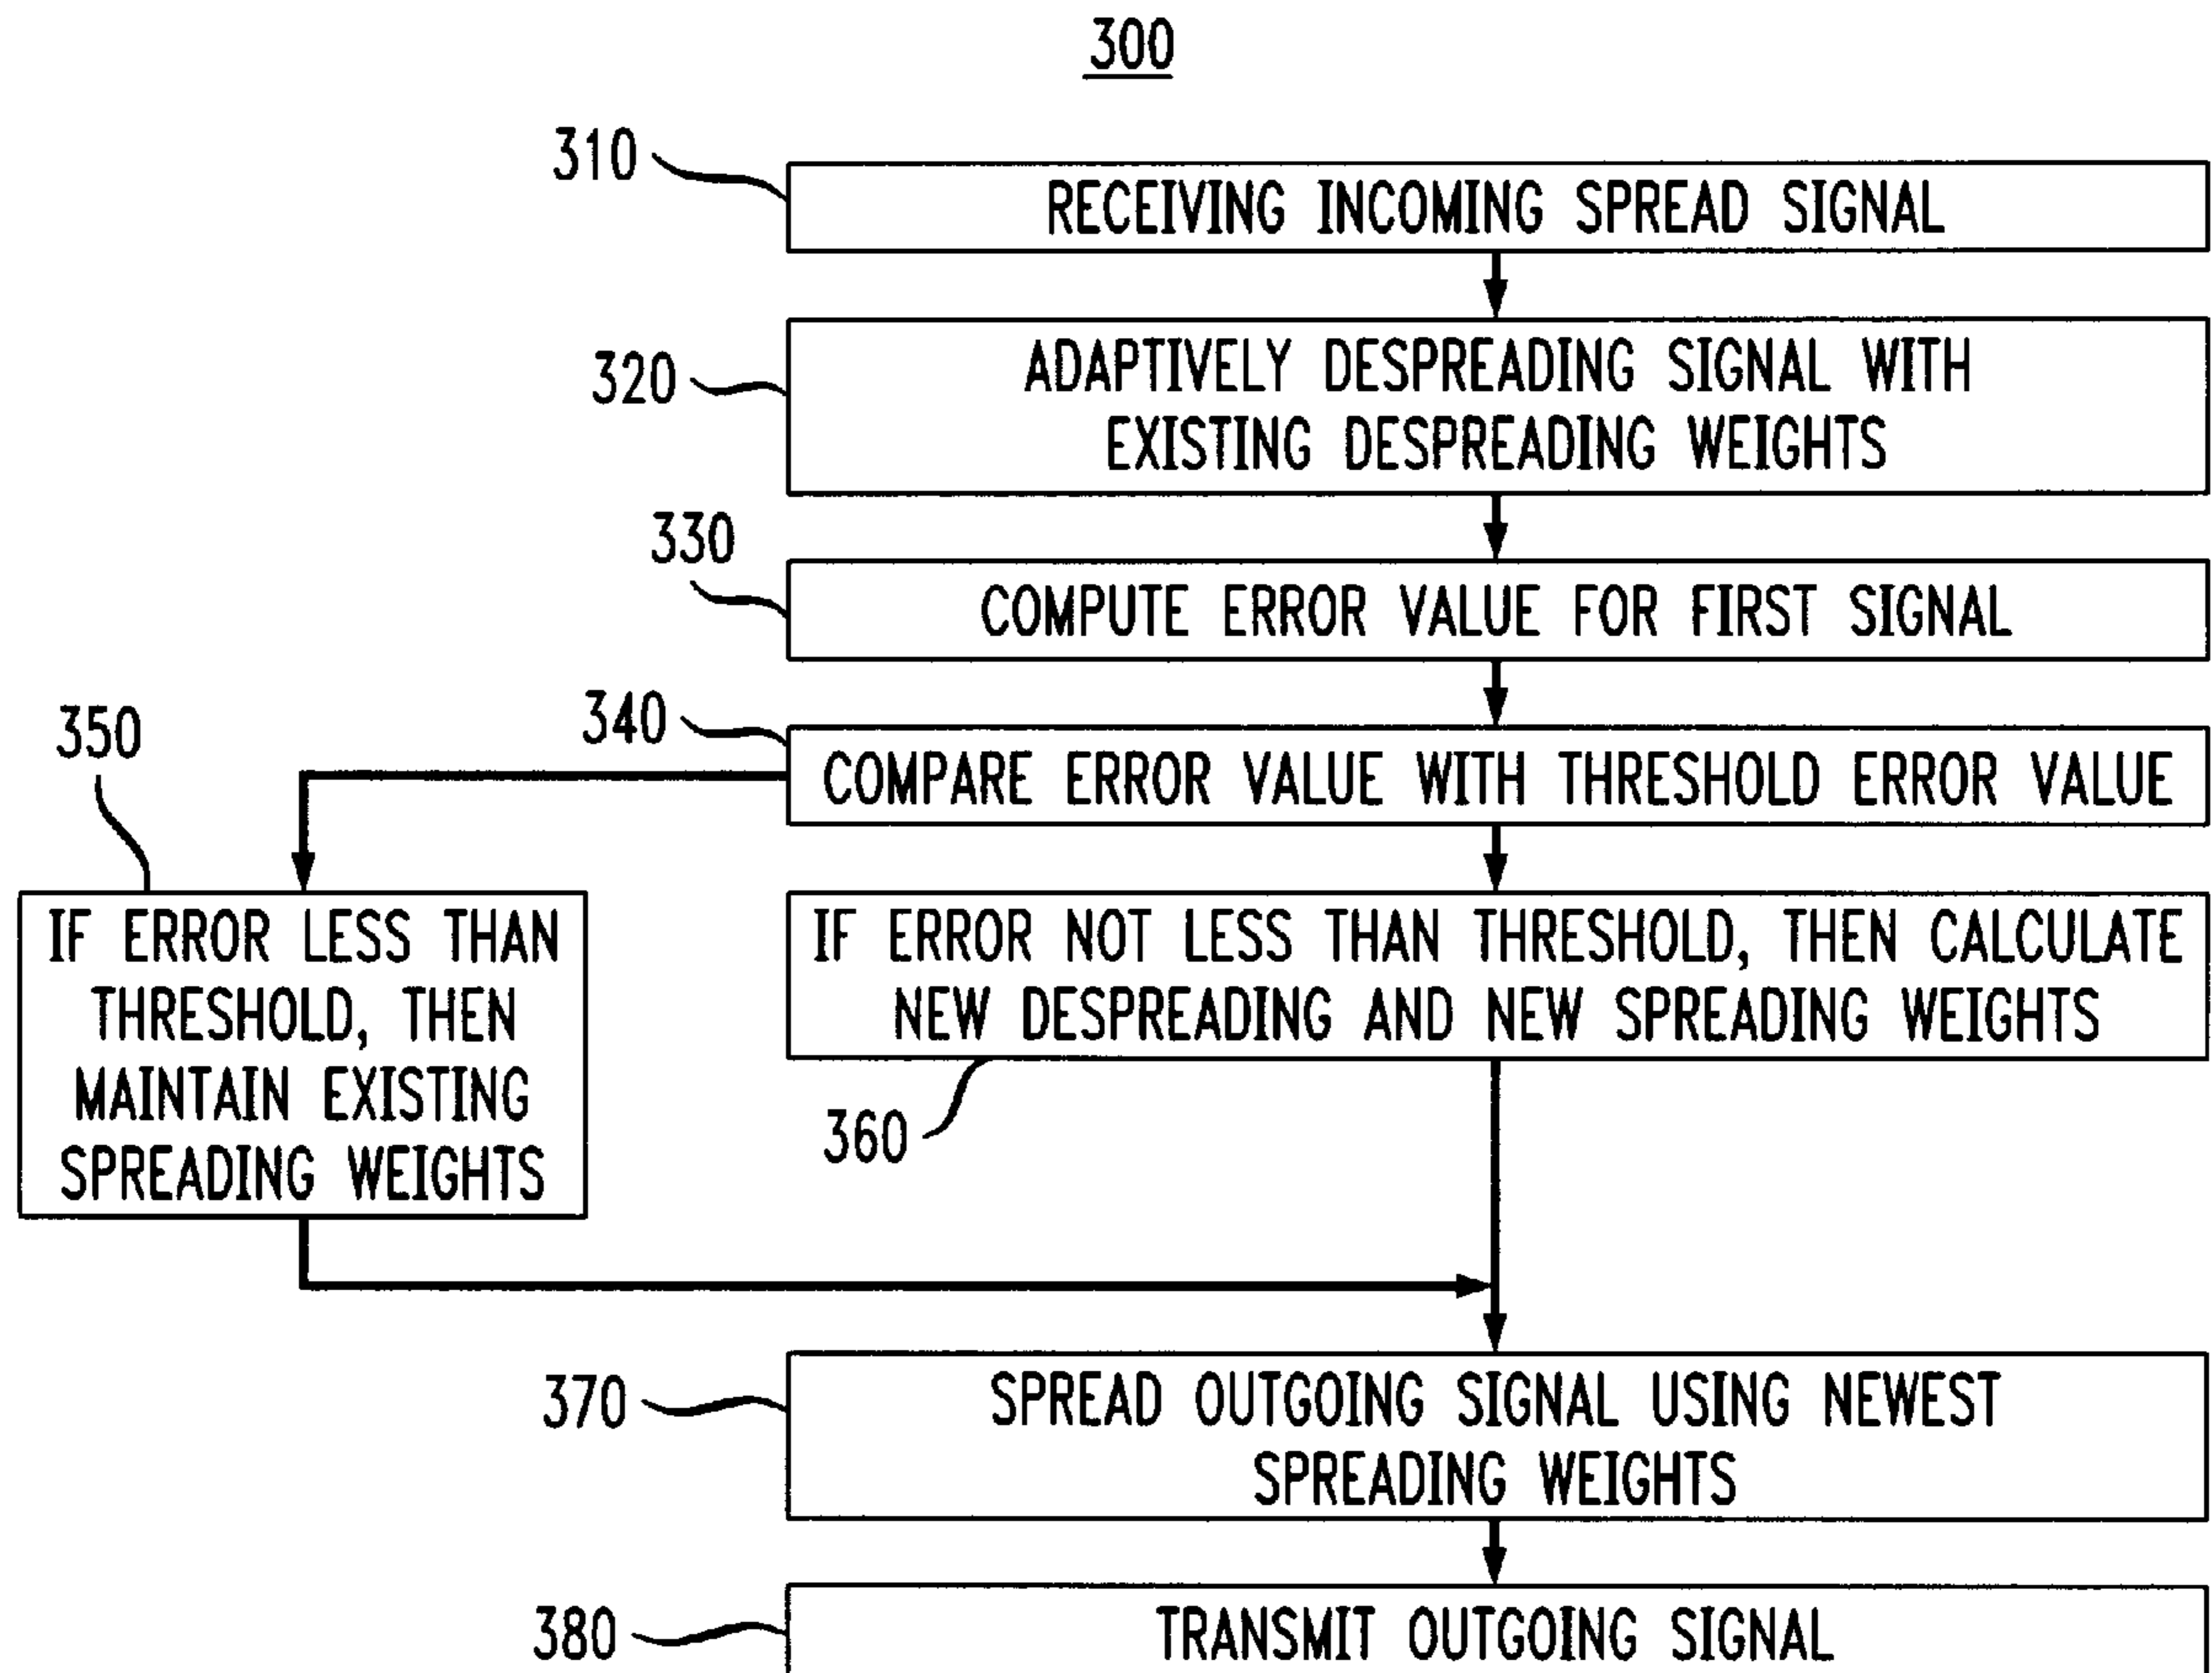 300
310
RECEIVING INCOMING SPREAD SIGNAL
320
ADAPTIVELY DESPREADING SIGNAL WITH
EXISTING DESPREADING WEIGHTS
330
COMPUTE ERROR VALUE FOR FIRST SIGNAL
340
COMPARE ERROR VALUE WITH THRESHOLD ERROR VALUE
350
IF ERROR LESS THAN
THRESHOLD, THEN
MAINTAIN EXISTING
SPREADING WEIGHTS
IF ERROR NOT LESS THAN THRESHOLD, THEN CALCULATE
NEW DESPREADING AND NEW SPREADING WEIGHTS
360
370
SPREAD OUTGOING SIGNAL USING NEWEST
SPREADING WEIGHTS
380
TRANSMIT OUTGOING SIGNAL